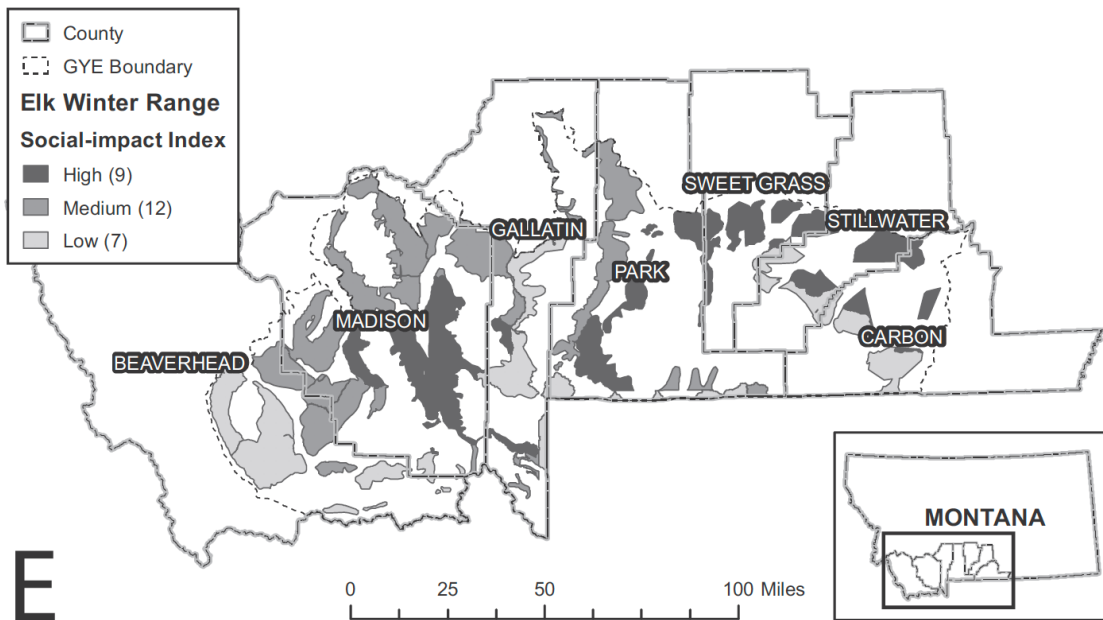 County
GYE Boundary
Elk Winter Range
Social-impact Index
High (9)
Medium (12)
Low (7)
SWEET GRASS
STILLWATER
GALLATIN
PARK
MADISON
CARBON
BEAVERHEAD
MONTANA
E
0 25 50 100 Miles